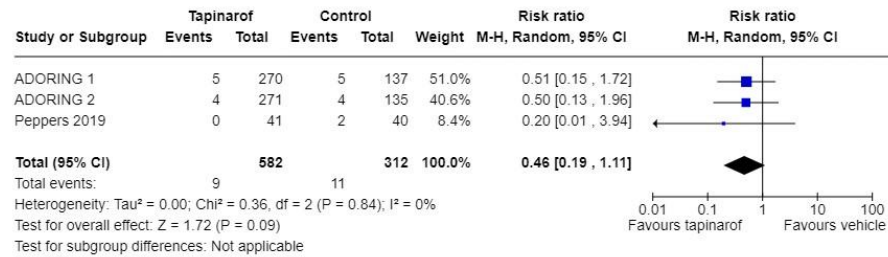 Tapinarof Control Risk ratio Risk ratio
Study or Subgroup Events Total Events Total Weight M-H, Random, 95% CI M-H, Random, 95% CI
ADORING 1 5 270 5 137 51.0% 0.51 [0.15 , 1.72]
ADORING 2 4 271 4 135 40.6% 0.50 [0.13 , 1.96]
Peppers 2019 0 41 2 40 8.4% 0.20 [0.01 , 3.94]
Total (95% CI) 582 312 100.0% 0.46 [0.19 , 1.11]
Total events: 9 11
Heterogeneity: Tau² = 0.00; Chi² = 0.36, df = 2 (P = 0.84); I² = 0%
0.01 0.1 1 10 100
Test for overall effect: Z = 1.72 (P = 0.09)
Favours tapinarof Favours vehicle
Test for subgroup differences: Not applicable